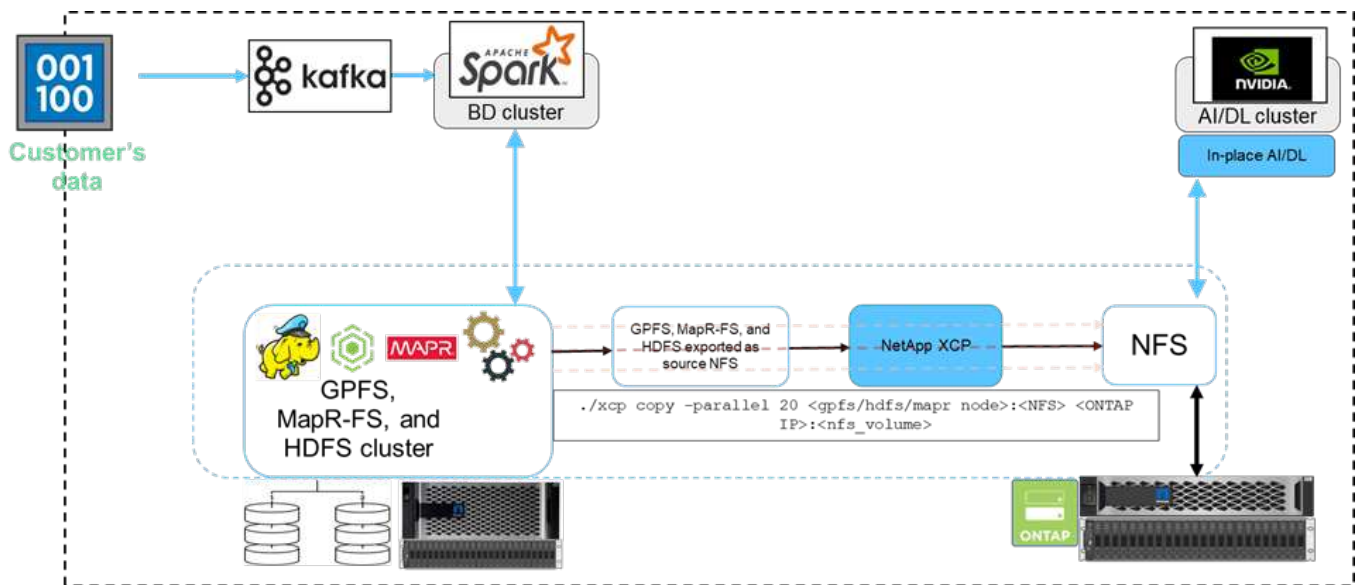 001
100
Customer's
data
kafka
APACHE
Spark
BD cluster
NVIDIA.
AI/DL cluster
In-place AI/DL
MAPR
GPFS,
MapR-FS, and
HDFS cluster
GPFS, MapR-FS, and
HDFS exported as
source NFS
NetApp XCP
NFS
./xcp copy -parallel 20 <gpfs/hdfs/mapr node>:<NFS> <ONTAP
IP>:<nfs_volume>
ONTAP